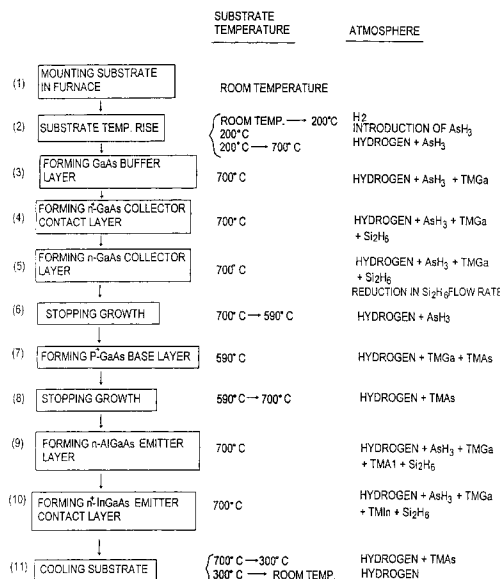 SUBSTRATE
TEMPERATURE
ATMOSPHERE
(1) MOUNTING SUBSTRATE
IN FURNACE
ROOM TEMPERATURE
(2) SUBSTRATE TEMP. RISE
ROOM TEMP. → 200°C
H2
200°C
INTRODUCTION OF AsH3
200°C → 700°C
HYDROGEN + AsH3
(3) FORMING GaAs BUFFER
LAYER
700°C
HYDROGEN + AsH3 + TMGa
(4) FORMING n+-GaAs COLLECTOR
CONTACT LAYER
700°C
HYDROGEN + AsH3 + TMGa
+ Si2H6
(5) FORMING n-GaAs COLLECTOR
LAYER
700°C
HYDROGEN + AsH3 + TMGa
+ Si2H6
REDUCTION IN Si2H6 FLOW RATE
(6) STOPPING GROWTH
700°C → 590°C
HYDROGEN + AsH3
(7) FORMING P+-GaAs BASE LAYER
590°C
HYDROGEN + TMGa + TMAs
(8) STOPPING GROWTH
590°C → 700°C
HYDROGEN + TMAs
(9) FORMING n-AlGaAs EMITTER
LAYER
700°C
HYDROGEN + AsH3 + TMGa
+ TMA1 + Si2H6
(10) FORMING n+-InGaAs EMITTER
CONTACT LAYER
700°C
HYDROGEN + AsH3 + TMGa
+ TMIn + Si2H6
(11) COOLING SUBSTRATE
700°C → 300°C
HYDROGEN + TMAs
300°C → ROOM TEMP.
HYDROGEN